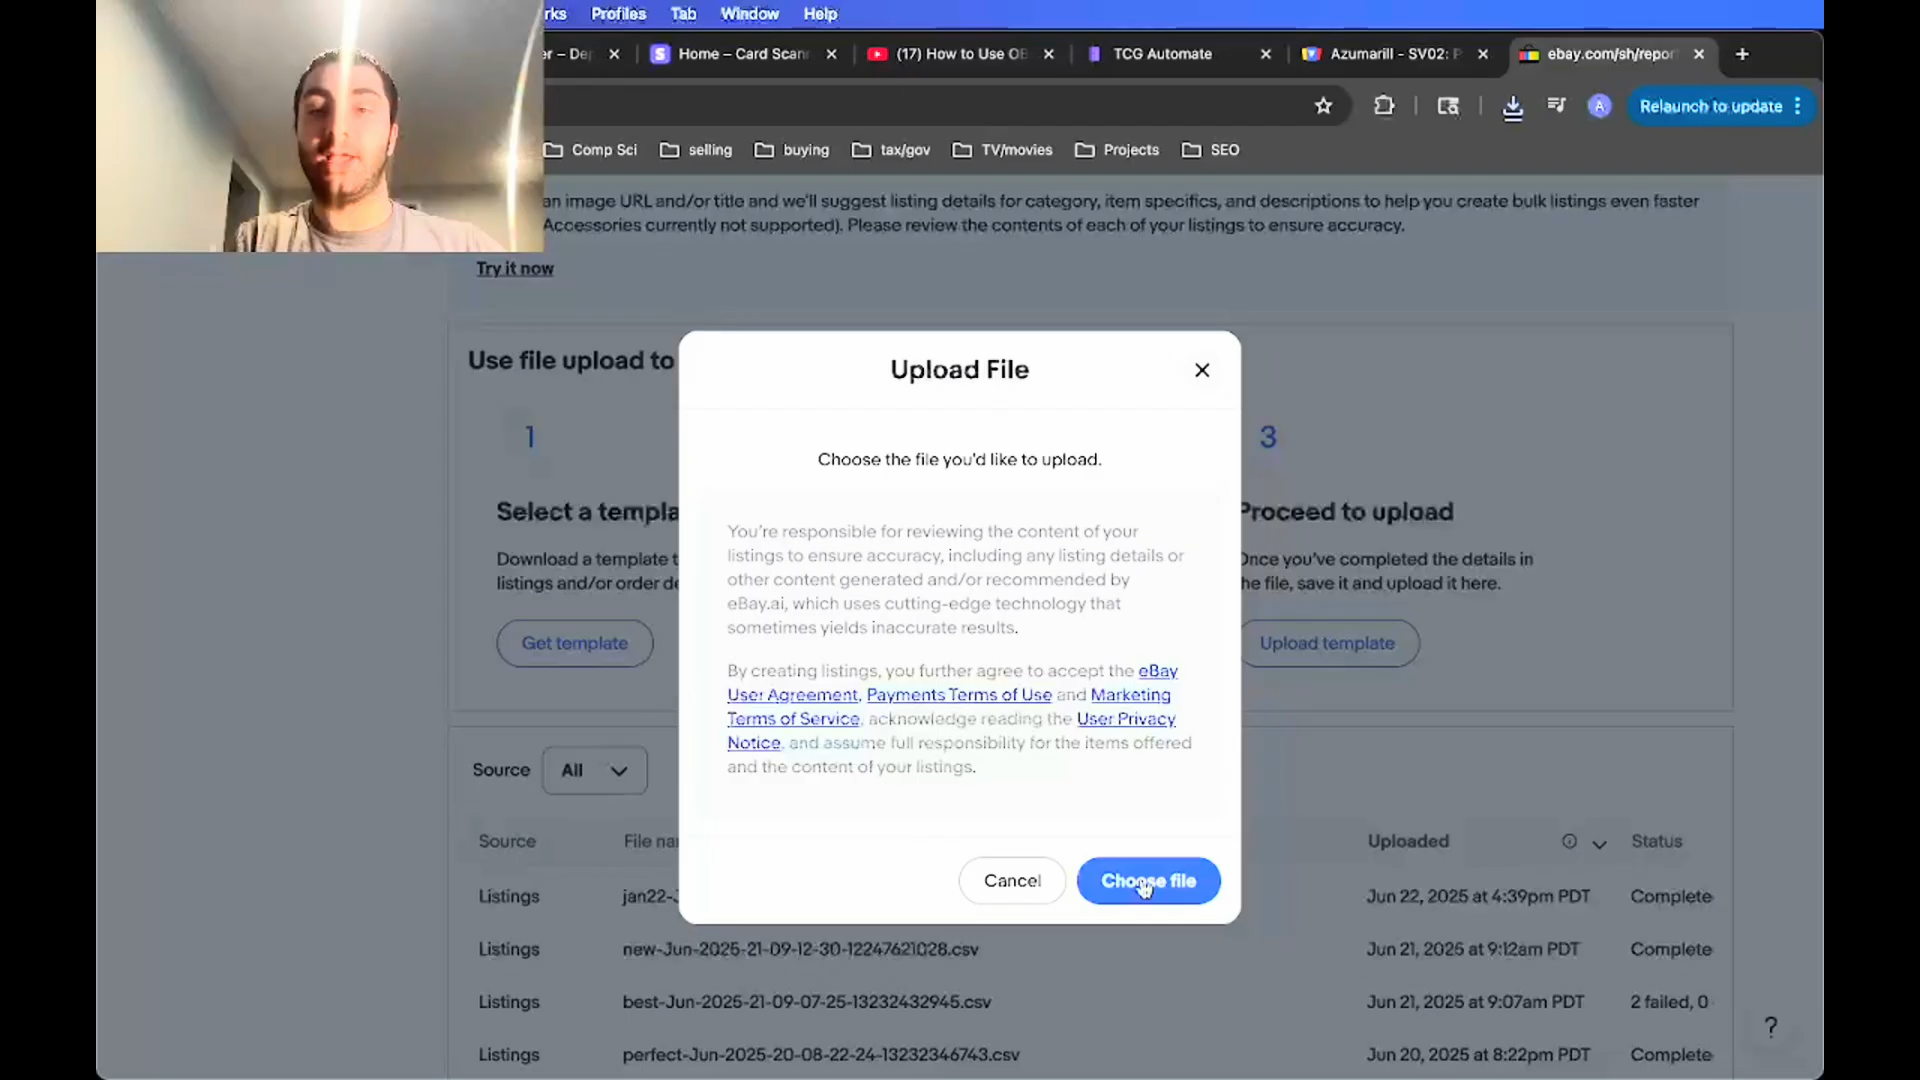 Profiles Tab Window Help
Home – Card Scan
(17) How to Use OB
TCG Automate
Azumarill - SV02: P
ebay.com/sh/repor
Relaunch to update
Comp Sci
selling
buying
tax/gov
TV/movies
Projects
SEO
an image URL and/or title and we'll suggest listing details for category, item specifics, and descriptions to help you create bulk listings even faster
Accessories currently not supported). Please review the contents of each of your listings to ensure accuracy.
Try it now
Use file upload to
1
Select a templa
Download a template t
listings and/or order de
Get template
Upload File
Choose the file you'd like to upload.
You're responsible for reviewing the content of your
listings to ensure accuracy, including any listing details or
other content generated and/or recommended by
eBay.ai, which uses cutting-edge technology that
sometimes yields inaccurate results.
By creating listings, you further agree to accept the eBay
User Agreement, Payments Terms of Use and Marketing
Terms of Service, acknowledge reading the User Privacy
Notice, and assume full responsibility for the items offered
and the content of your listings.
Cancel
Choose file
3
Proceed to upload
Once you've completed the details in
he file, save it and upload it here.
Upload template
Source All
Source File na Uploaded Status
Listings jan22- Jun 22, 2025 at 4:39pm PDT Complete
Listings new-Jun-2025-21-09-12-30-12247621028.csv Jun 21, 2025 at 9:12am PDT Complete
Listings best-Jun-2025-21-09-07-25-13232432945.csv Jun 21, 2025 at 9:07am PDT 2 failed, 0
Listings perfect-Jun-2025-20-08-22-24-13232346743.csv Jun 20, 2025 at 8:22pm PDT Complete
?